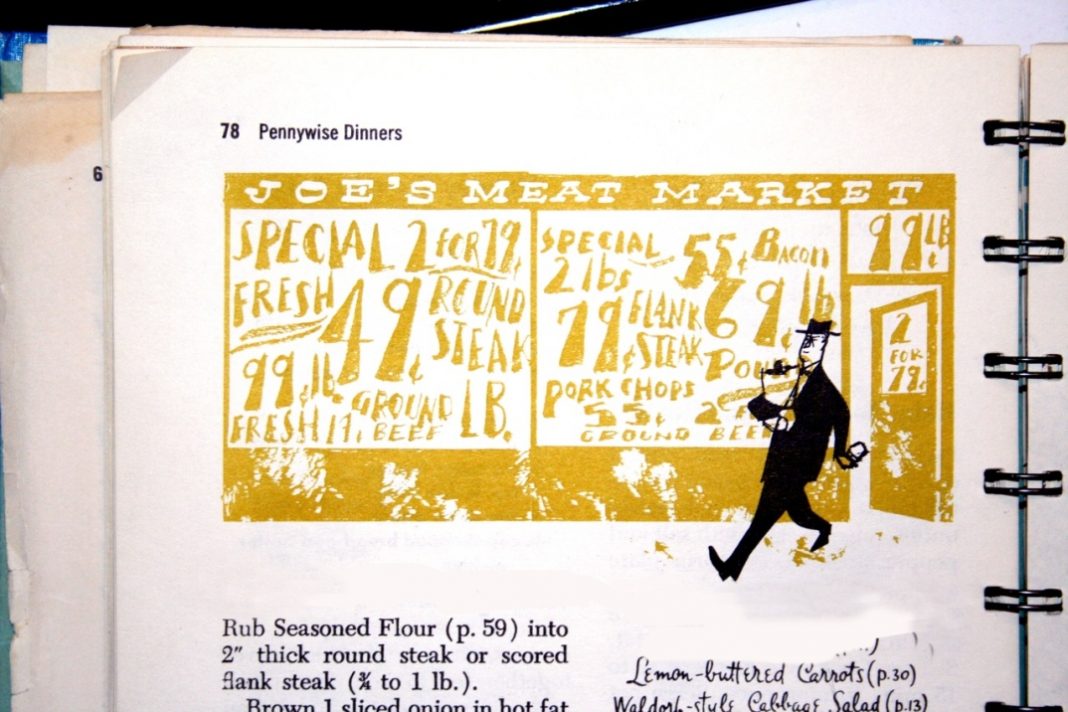 78 Pennywise Dinners
6
JOE'S MEAT MARKET
SPECIAL 2 FOR 79¢
FRESH 49¢ ROUND STEAK
99¢ lb GROUND BEEF LB.
FRESH
SPECIAL 55¢ BACON
2 lbs
79¢ FLANK STEAK 69¢ lb
PORK CHOPS
55¢ 2¢
GROUND BEEF
99¢ LB
2
FOR
79¢
Rub Seasoned Flour (p. 59) into
2" thick round steak or scored
flank steak (¾ to 1 lb.).
Brown 1 sliced onion in hot fat
Lemon-buttered Carrots (p.30)
Waldorf-style Cabbage Salad (p.13)